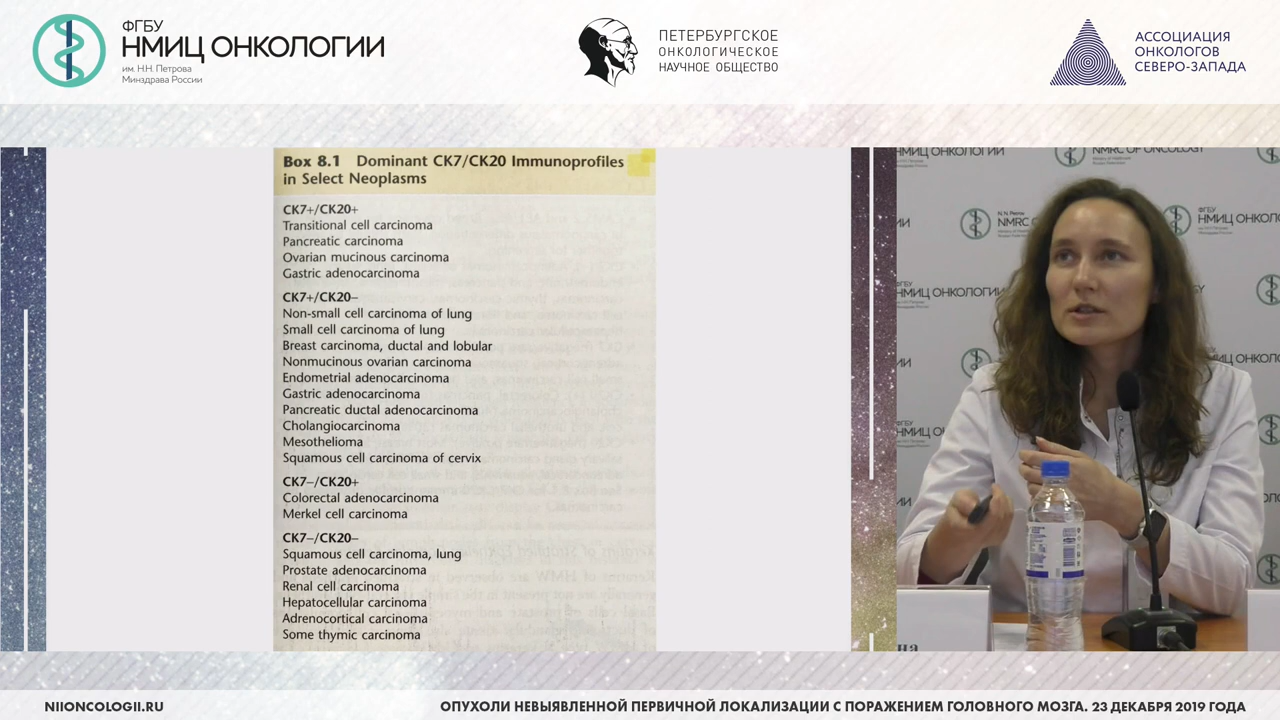 ФГБУ
НМИЦ ОНКОЛОГИИ
им. Н.Н. Петрова
Минздрава России
ПЕТЕРБУРГСКОЕ
ОНКОЛОГИЧЕСКОЕ
НАУЧНОЕ ОБЩЕСТВО
АССОЦИАЦИЯ
ОНКОЛОГОВ
СЕВЕРО-ЗАПАДА
Box 8.1 Dominant CK7/CK20 Immunoprofiles
in Select Neoplasms
CK7+/CK20+
Transitional cell carcinoma
Pancreatic carcinoma
Ovarian mucinous carcinoma
Gastric adenocarcinoma
CK7+/CK20−
Non-small cell carcinoma of lung
Small cell carcinoma of lung
Breast carcinoma, ductal and lobular
Nonmucinous ovarian carcinoma
Endometrial adenocarcinoma
Gastric adenocarcinoma
Pancreatic ductal adenocarcinoma
Cholangiocarcinoma
Mesothelioma
Squamous cell carcinoma of cervix
CK7−/CK20+
Colorectal adenocarcinoma
Merkel cell carcinoma
CK7−/CK20−
Squamous cell carcinoma, lung
Prostate adenocarcinoma
Renal cell carcinoma
Hepatocellular carcinoma
Adrenocortical carcinoma
Some thymic carcinoma
NMRC OF ONCOLOGY
ФГБУ
НМИЦ ОНКО
НМИЦ ОНКОЛОГИИ
на
NIIONCOLOGII.RU
ОПУХОЛИ НЕВЫЯВЛЕННОЙ ПЕРВИЧНОЙ ЛОКАЛИЗАЦИИ С ПОРАЖЕНИЕМ ГОЛОВНОГО МОЗГА. 23 ДЕКАБРЯ 2019 ГОДА